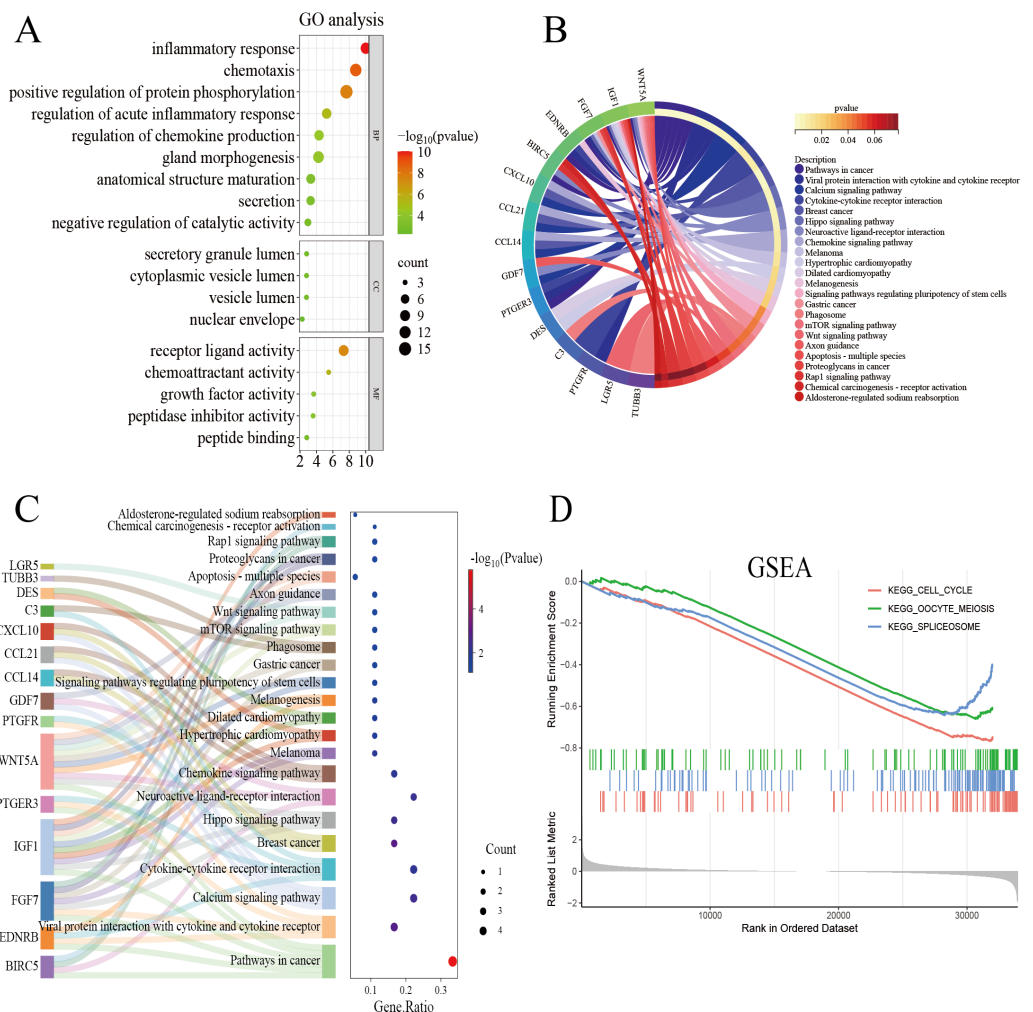 A
GO analysis
inflammatory response
chemotaxis
positive regulation of protein phosphorylation
regulation of acute inflammatory response
regulation of chemokine production
gland morphogenesis
anatomical structure maturation
secretion
negative regulation of catalytic activity
BP
secretory granule lumen
cytoplasmic vesicle lumen
vesicle lumen
nuclear envelope
CC
receptor ligand activity
chemoattractant activity
growth factor activity
peptidase inhibitor activity
peptide binding
MF
2 4 6 8 10
−log10(pvalue)
10
8
6
4
count
3
6
9
12
15
B
WNT5A
IGF1
FGF7
EDNRB
BIRC5
CXCL10
CCL21
CCL14
GDF7
PTGER3
DES
C3
PTGFR
LGR5
TUBB3
pvalue
0.02 0.04 0.06
Description
Pathways in cancer
Viral protein interaction with cytokine and cytokine receptor
Calcium signaling pathway
Cytokine-cytokine receptor interaction
Breast cancer
Hippo signaling pathway
Neuroactive ligand-receptor interaction
Chemokine signaling pathway
Melanoma
Hypertrophic cardiomyopathy
Dilated cardiomyopathy
Melanogenesis
Signaling pathways regulating pluripotency of stem cells
Gastric cancer
Phagosome
mTOR signaling pathway
Wnt signaling pathway
Axon guidance
Apoptosis - multiple species
Proteoglycans in cancer
Rap1 signaling pathway
Chemical carcinogenesis - receptor activation
Aldosterone-regulated sodium reabsorption
C
LGR5
TUBB3
DES
C3
CXCL10
CCL21
CCL14
GDF7
PTGFR
WNT5A
PTGER3
IGF1
FGF7
EDNRB
BIRC5
Aldosterone-regulated sodium reabsorption
Chemical carcinogenesis - receptor activation
Rap1 signaling pathway
Proteoglycans in cancer
Apoptosis - multiple species
Axon guidance
Wnt signaling pathway
mTOR signaling pathway
Phagosome
Gastric cancer
Signaling pathways regulating pluripotency of stem cells
Melanogenesis
Dilated cardiomyopathy
Hypertrophic cardiomyopathy
Melanoma
Chemokine signaling pathway
Neuroactive ligand-receptor interaction
Hippo signaling pathway
Breast cancer
Cytokine-cytokine receptor interaction
Calcium signaling pathway
Viral protein interaction with cytokine and cytokine receptor
Pathways in cancer
0.1 0.2 0.3
Gene.Ratio
-log10(Pvalue)
4
2
Count
1
2
3
4
D
GSEA
KEGG_CELL_CYCLE
KEGG_OOCYTE_MEIOSIS
KEGG_SPLICEOSOME
Running Enrichment Score
0.0
−0.2
−0.4
−0.6
−0.8
Ranked List Metric
2
0
−2
10000 20000 30000
Rank in Ordered Dataset